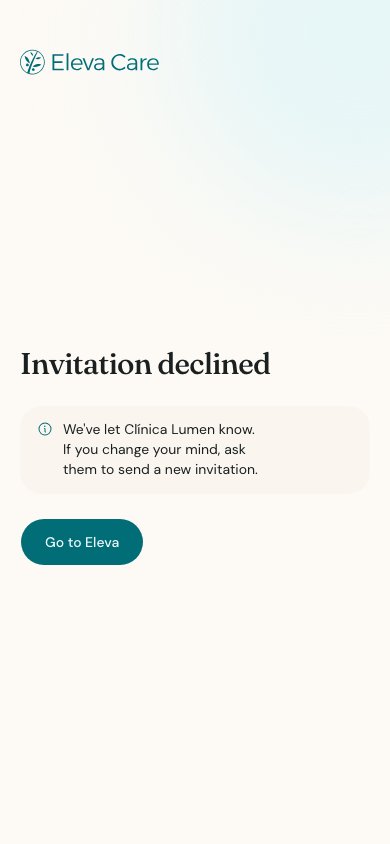 Eleva Care
Invitation declined
We've let Clínica Lumen know.
If you change your mind, ask
them to send a new invitation.
Go to Eleva